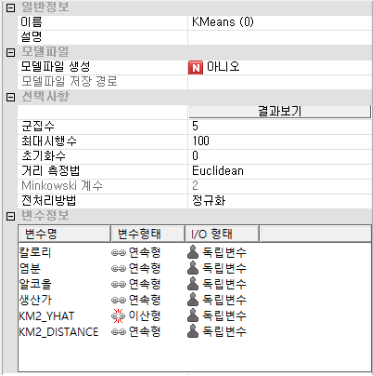 일반정보
이름 KMeans (0)
설명
모델파일
모델파일 생성 N 아니오
모델파일 저장 경로
선택사항
결과보기
군집수 5
최대시행수 100
초기화수 0
거리 측정법 Euclidean
Minkowski 계수 2
전처리방법 정규화
변수정보
변수명 변수형태 I/O 형태
칼로리 연속형 독립변수
염분 연속형 독립변수
알코올 연속형 독립변수
생산가 연속형 독립변수
KM2_YHAT 이산형 독립변수
KM2_DISTANCE 연속형 독립변수